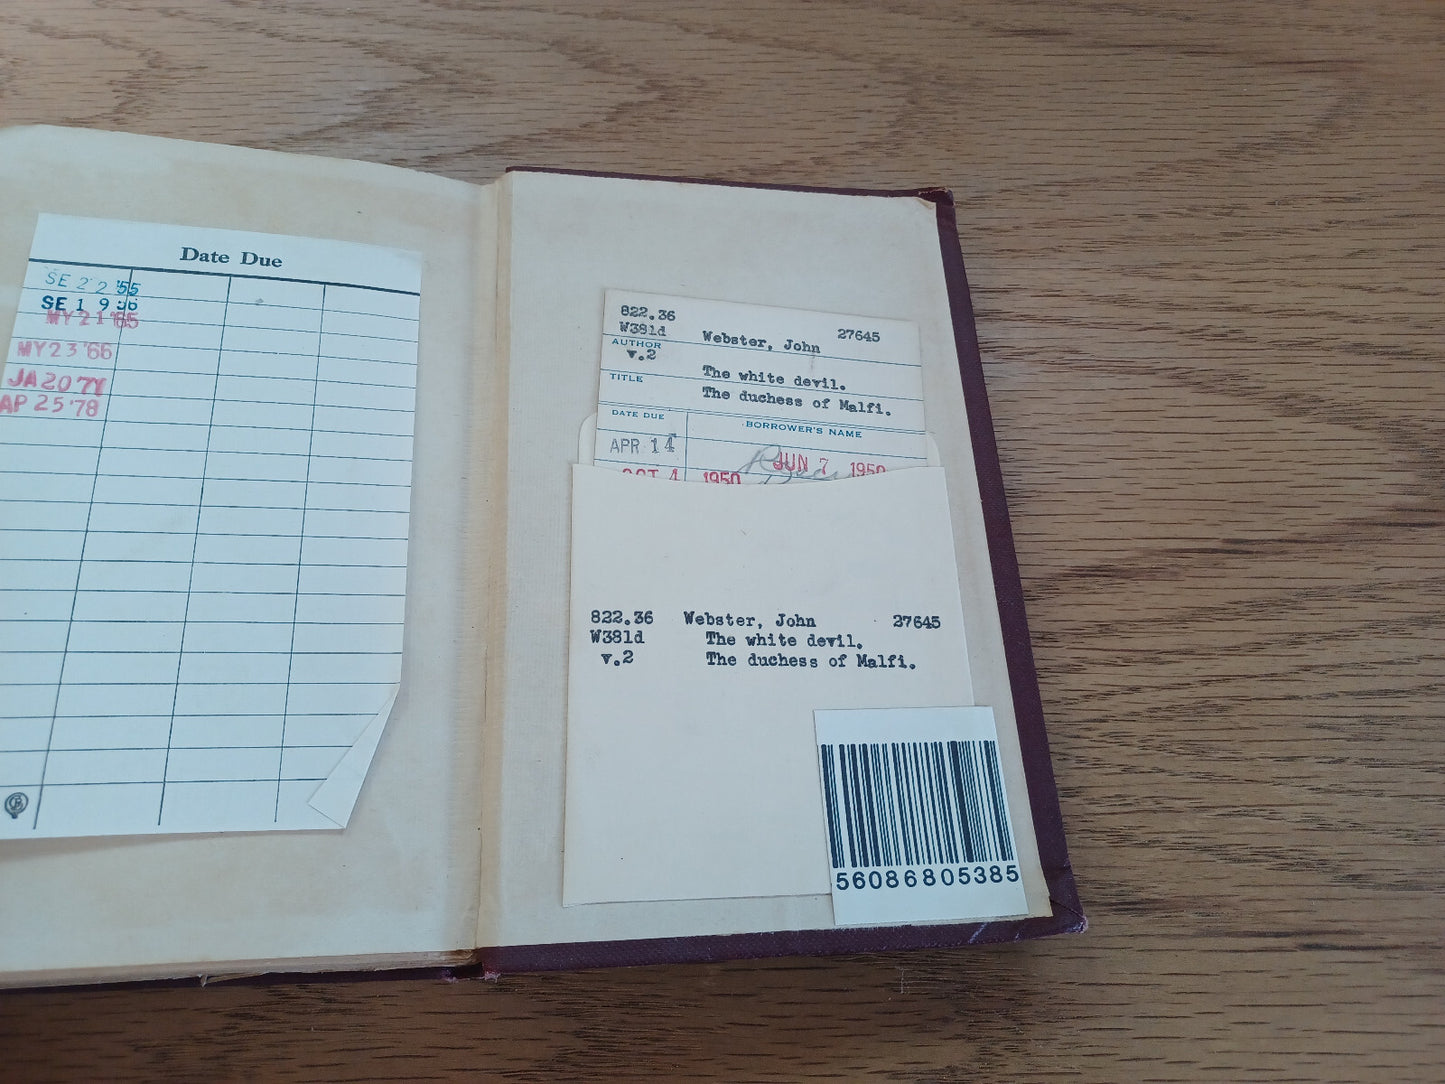 Date Due
SE 22 '55
SE 19 56
MY 21 '65
MY 23 '66
JA 20 '71
AP 25 '78
822.36
W381d Webster, John 27645
AUTHOR
v.2
The white devil.
TITLE
The duchess of Malfi.
DATE DUE BORROWER'S NAME
APR 14 JUN 7 1950
OCT 4 1950
822.36 Webster, John 27645
W381d The white devil.
v.2 The duchess of Malfi.
56086805385